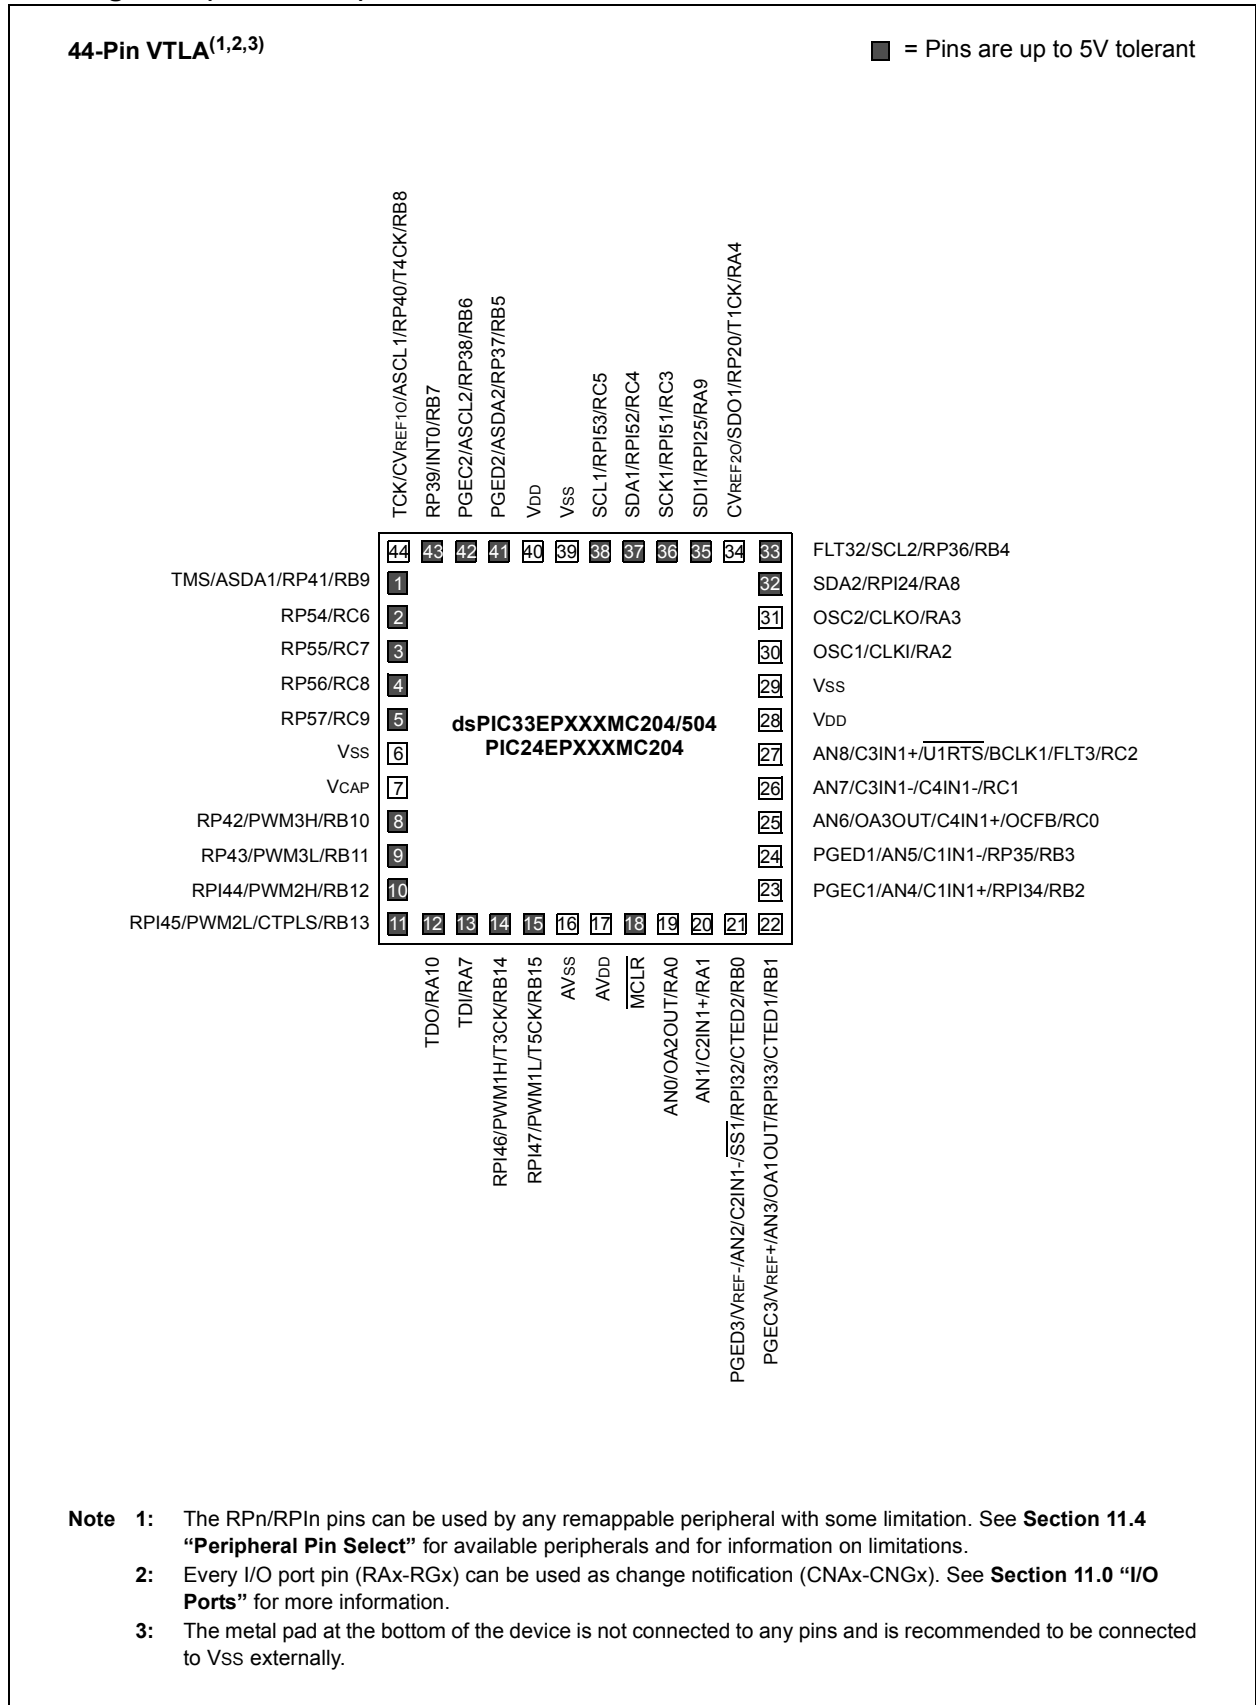 44-Pin VTLA(1,2,3)
= Pins are up to 5V tolerant
TCK/CVREF1O/ASCL1/RP40/T4CK/RB8
RP39/INT0/RB7
PGEC2/ASCL2/RP38/RB6
PGED2/ASDA2/RP37/RB5
VDD
VSS
SCL1/RPI53/RC5
SDA1/RPI52/RC4
SCK1/RPI51/RC3
SDI1/RPI25/RA9
CVREF2O/SDO1/RP20/T1CK/RA4
44 43 42 41 40 39 38 37 36 35 34 33
FLT32/SCL2/RP36/RB4
TMS/ASDA1/RP41/RB9 1
32 SDA2/RPI24/RA8
RP54/RC6 2
31 OSC2/CLKO/RA3
RP55/RC7 3
30 OSC1/CLKI/RA2
RP56/RC8 4
29 VSS
RP57/RC9 5
28 VDD
dsPIC33EPXXXMC204/504
PIC24EPXXXMC204
VSS 6
27 AN8/C3IN1+/U1RTS/BCLK1/FLT3/RC2
VCAP 7
26 AN7/C3IN1-/C4IN1-/RC1
RP42/PWM3H/RB10 8
25 AN6/OA3OUT/C4IN1+/OCFB/RC0
RP43/PWM3L/RB11 9
24 PGED1/AN5/C1IN1-/RP35/RB3
RPI44/PWM2H/RB12 10
23 PGEC1/AN4/C1IN1+/RPI34/RB2
RPI45/PWM2L/CTPLS/RB13
11 12 13 14 15 16 17 18 19 20 21 22
TDO/RA10
TDI/RA7
RPI46/PWM1H/T3CK/RB14
RPI47/PWM1L/T5CK/RB15
AVSS
AVDD
MCLR
AN0/OA2OUT/RA0
AN1/C2IN1+/RA1
PGED3/VREF-/AN2/C2IN1-/SS1/RPI32/CTED2/RB0
PGEC3/VREF+/AN3/OA1OUT/RPI33/CTED1/RB1
Note 1: The RPn/RPIn pins can be used by any remappable peripheral with some limitation. See Section 11.4
“Peripheral Pin Select” for available peripherals and for information on limitations.
2: Every I/O port pin (RAx-RGx) can be used as change notification (CNAx-CNGx). See Section 11.0 “I/O
Ports” for more information.
3: The metal pad at the bottom of the device is not connected to any pins and is recommended to be connected
to VSS externally.